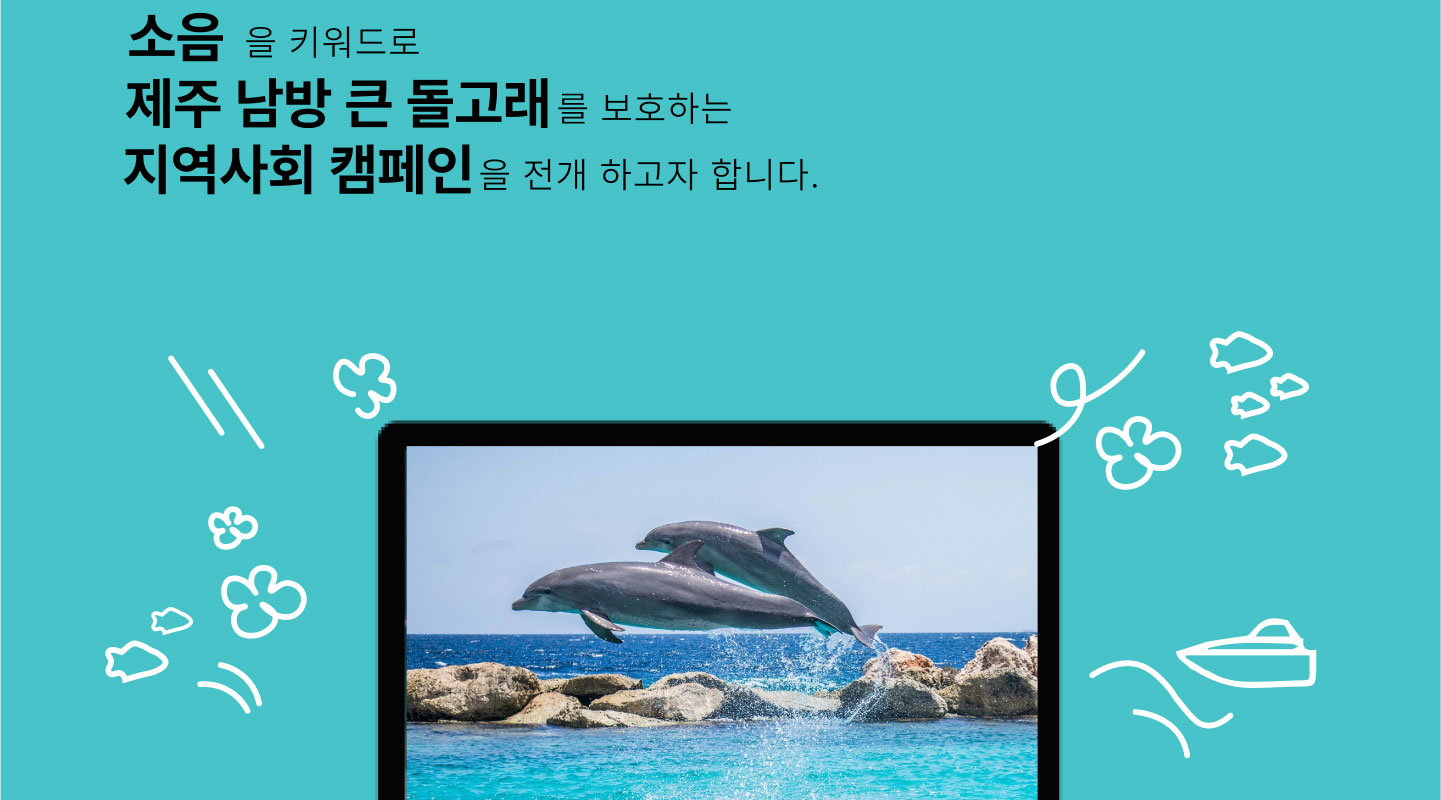 소음 을 키워드로
제주 남방 큰 돌고래를 보호하는
지역사회 캠페인을 전개 하고자 합니다.